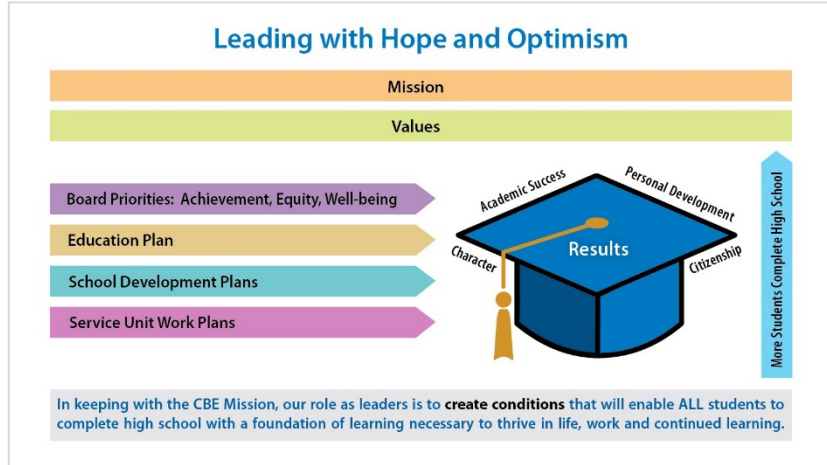 Leading with Hope and Optimism
Mission
Values
Board Priorities: Achievement, Equity, Well-being
Education Plan
School Development Plans
Service Unit Work Plans
Academic Success
Personal Development
Character
Results
Citizenship
More Students Complete High School
In keeping with the CBE Mission, our role as leaders is to create conditions that will enable ALL students to
complete high school with a foundation of learning necessary to thrive in life, work and continued learning.